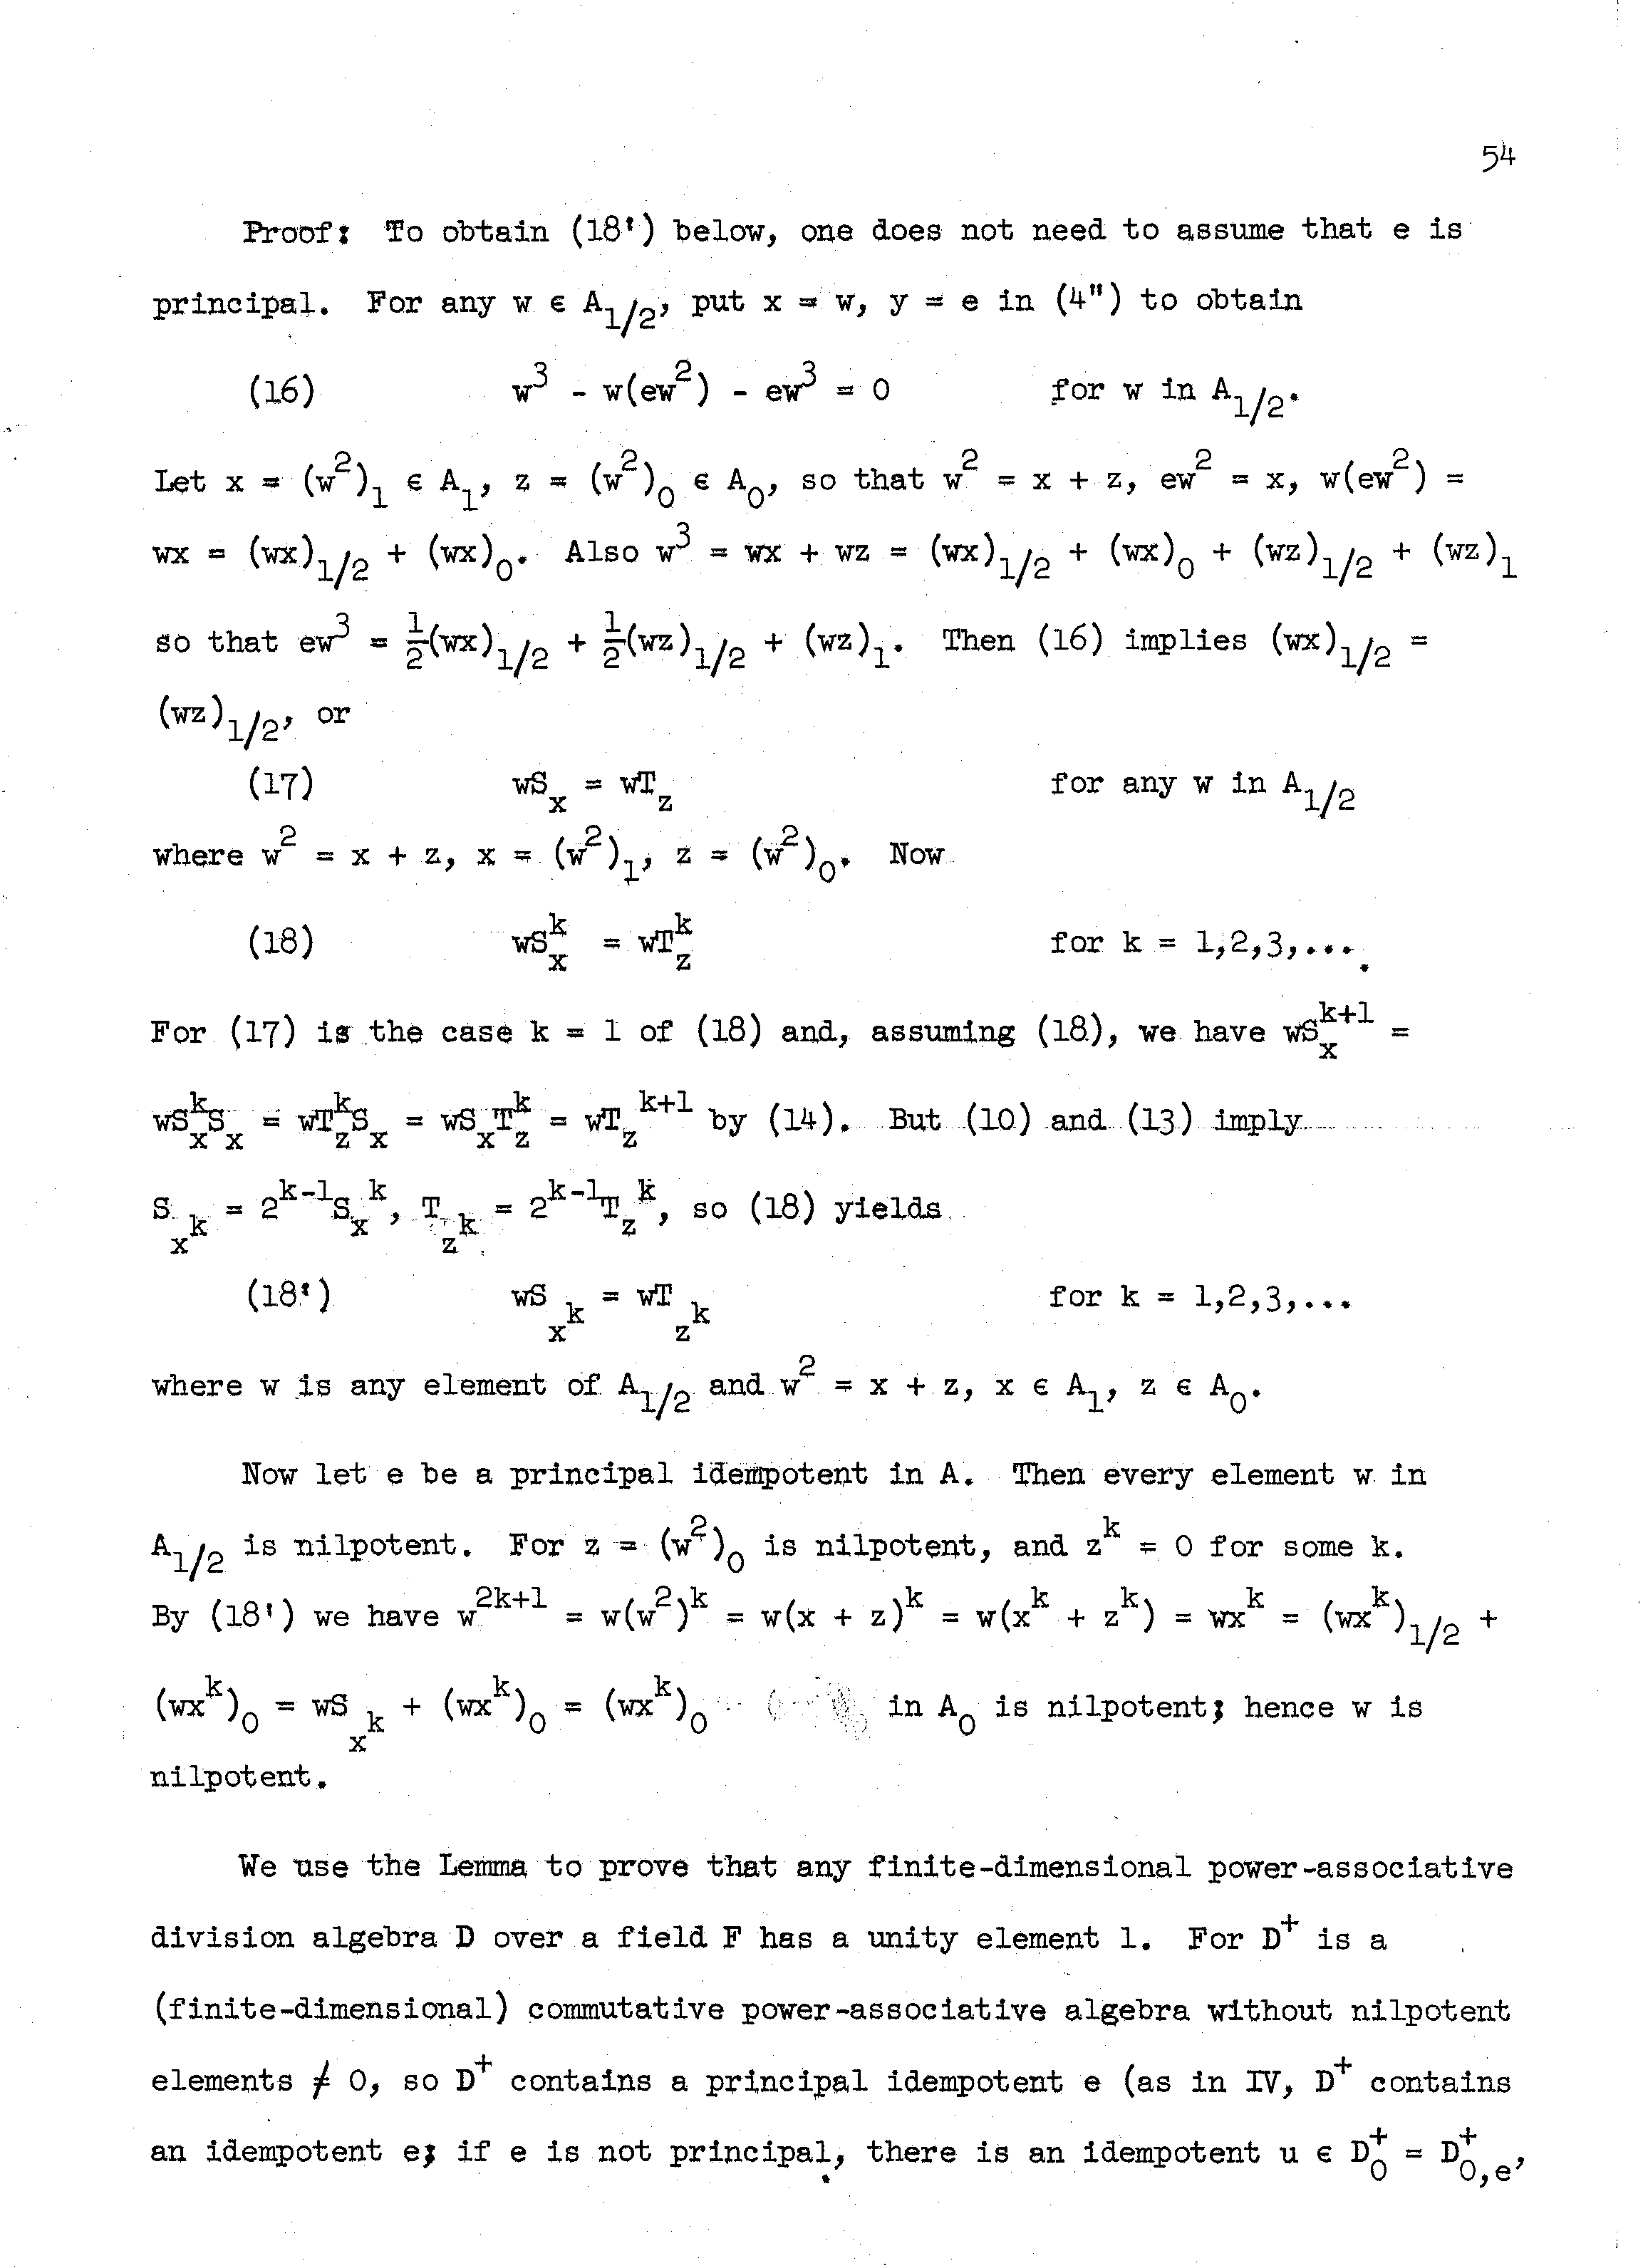 54
Proof: To obtain (18') below, one does not need to assume that e is
principal. For any w ϵ A_{1/2}, put x = w, y = e in (4") to obtain
(16) w^3 - w(ew^2) - ew^3 = 0 for w in A_{1/2}.
Let x = (w^2)_1 ϵ A_1, z = (w^2)_0 ϵ A_0, so that w^2 = x + z, ew^2 = x, w(ew^2) =
wx = (wx)_{1/2} + (wx)_0. Also w^3 = wx + wz = (wx)_{1/2} + (wx)_0 + (wz)_{1/2} + (wz)_1
so that ew^3 = \frac{1}{2}(wx)_{1/2} + \frac{1}{2}(wz)_{1/2} + (wz)_1. Then (16) implies (wx)_{1/2} =
(wz)_{1/2}, or
(17) wS_x = wT_z for any w in A_{1/2}
where w^2 = x + z, x = (w^2)_1, z = (w^2)_0. Now
(18) wS_x^k = wT_z^k for k = 1,2,3,....
For (17) is the case k = 1 of (18) and, assuming (18), we have wS_x^{k+1} =
wS_x^kS_x = wT_z^kS_x = wS_xT_z^k = wT_z^{k+1} by (14). But (10) and (13) imply
S_{x^k} = 2^{k-1}S_x^k, T_{z^k} = 2^{k-1}T_z^k, so (18) yields
(18') wS_{x^k} = wT_{z^k} for k = 1,2,3,...
where w is any element of A_{1/2} and w^2 = x + z, x ϵ A_1, z ϵ A_0.
Now let e be a principal idempotent in A. Then every element w in
A_{1/2} is nilpotent. For z = (w^2)_0 is nilpotent, and z^k = 0 for some k.
By (18') we have w^{2k+1} = w(w^2)^k = w(x + z)^k = w(x^k + z^k) = wx^k = (wx^k)_{1/2} +
(wx^k)_0 = wS_{x^k} + (wx^k)_0 = (wx^k)_0 in A_0 is nilpotent; hence w is
nilpotent.
We use the Lemma to prove that any finite-dimensional power-associative
division algebra D over a field F has a unity element 1. For D^+ is a
(finite-dimensional) commutative power-associative algebra without nilpotent
elements ≠ 0, so D^+ contains a principal idempotent e (as in IV, D^+ contains
an idempotent e; if e is not principal, there is an idempotent u ϵ D_0^+ = D_{0,e}^+,